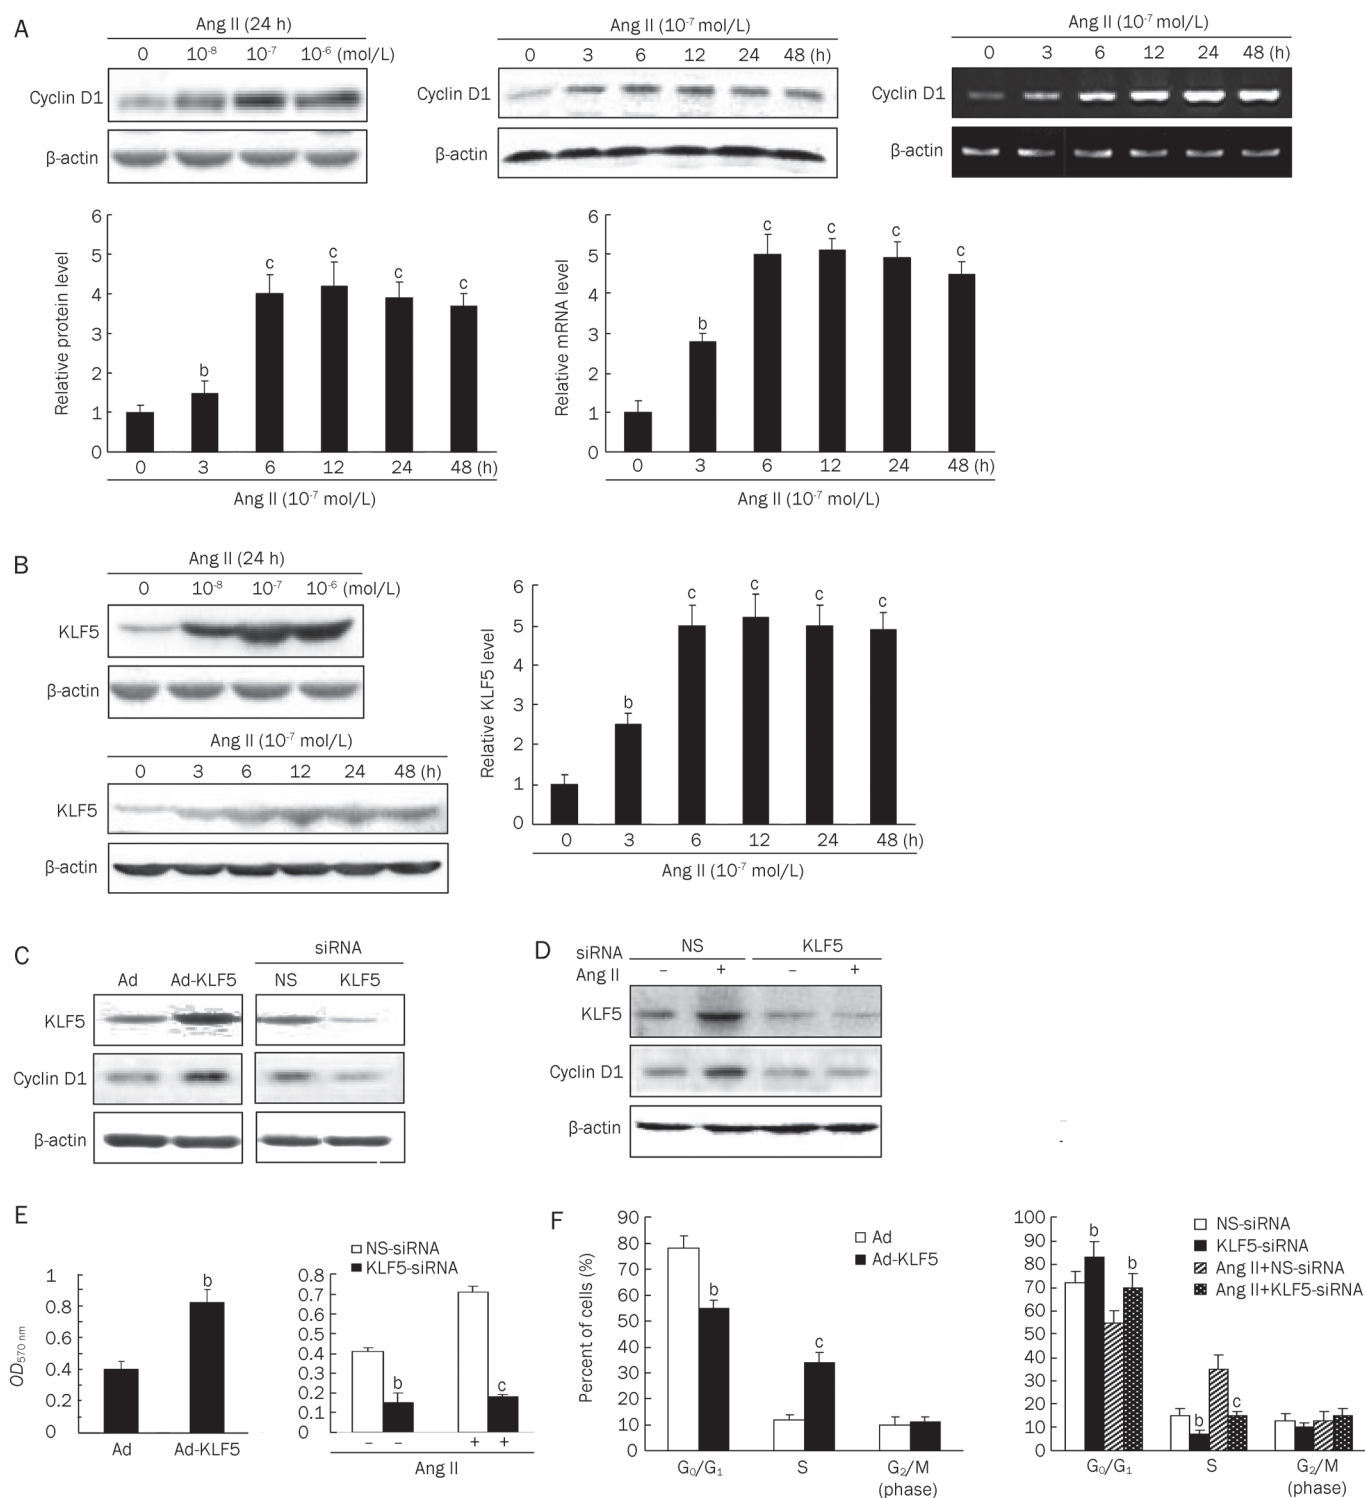 A
Ang II (24 h)
0 10-8 10-7 10-6 (mol/L)
Cyclin D1
β-actin
Ang II (10-7 mol/L)
0 3 6 12 24 48 (h)
Cyclin D1
β-actin
Ang II (10-7 mol/L)
0 3 6 12 24 48 (h)
Cyclin D1
β-actin
Relative protein level
6
5
4
3
2
1
0
b c c c c
0 3 6 12 24 48 (h)
Ang II (10-7 mol/L)
Relative mRNA level
6
5
4
3
2
1
0
b c c c c
0 3 6 12 24 48 (h)
Ang II (10-7 mol/L)
B
Ang II (24 h)
0 10-8 10-7 10-6 (mol/L)
KLF5
β-actin
Ang II (10-7 mol/L)
0 3 6 12 24 48 (h)
KLF5
β-actin
Relative KLF5 level
6
5
4
3
2
1
0
b c c c c
0 3 6 12 24 48 (h)
Ang II (10-7 mol/L)
C
siRNA
Ad Ad-KLF5 NS KLF5
KLF5
Cyclin D1
β-actin
D
siRNA NS KLF5
Ang II – + – +
KLF5
Cyclin D1
β-actin
E
OD570 nm
1
0.8
0.6
0.4
0.2
0
b
Ad Ad-KLF5
NS-siRNA
KLF5-siRNA
0.8
0.7
0.6
0.5
0.4
0.3
0.2
0.1
0
b c
– – + +
Ang II
F
Percent of cells (%)
90
80
70
60
50
40
30
20
10
0
Ad
Ad-KLF5
b c
G0/G1 S G2/M
(phase)
100
90
80
70
60
50
40
30
20
10
0
NS-siRNA
KLF5-siRNA
Ang II+NS-siRNA
Ang II+KLF5-siRNA
b b b c
G0/G1 S G2/M
(phase)